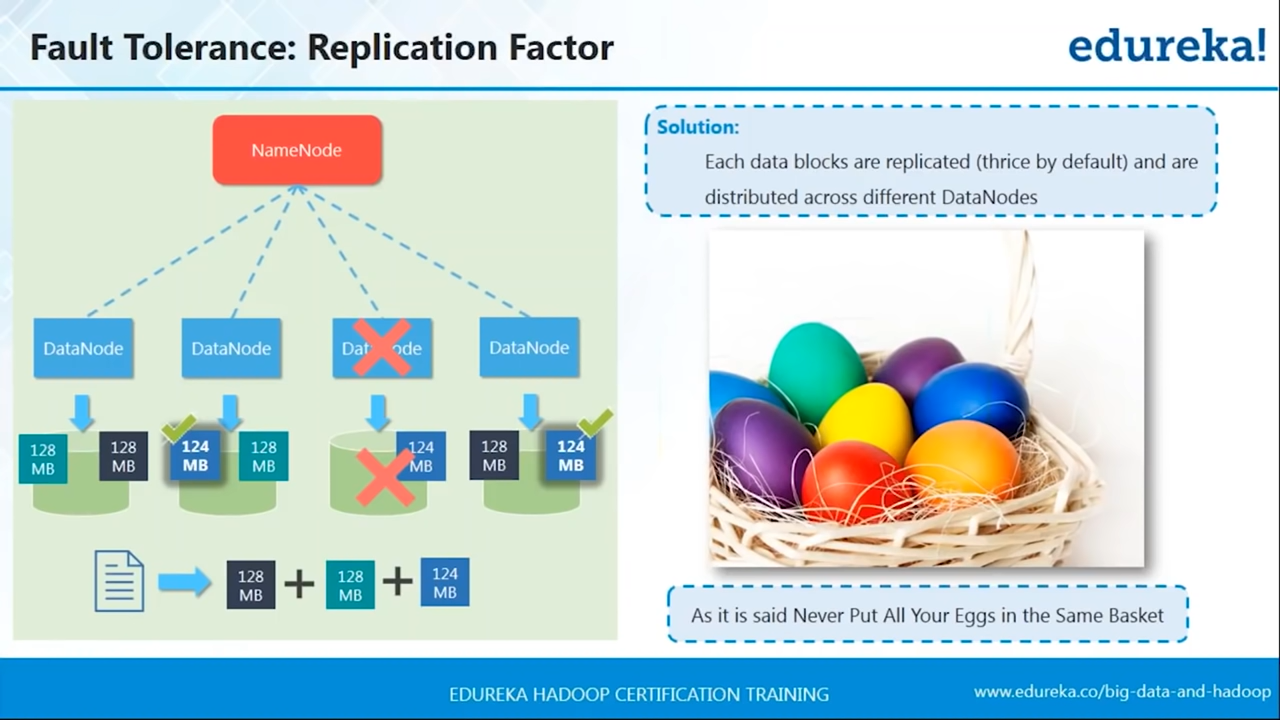 Fault Tolerance: Replication Factor
edureka!
NameNode
DataNode
DataNode
DataNode
DataNode
128
MB
128
MB
124
MB
128
MB
124
MB
128
MB
124
MB
128
MB
+
128
MB
+
124
MB
Solution:
Each data blocks are replicated (thrice by default) and are
distributed across different DataNodes
As it is said Never Put All Your Eggs in the Same Basket
EDUREKA HADOOP CERTIFICATION TRAINING
www.edureka.co/big-data-and-hadoop